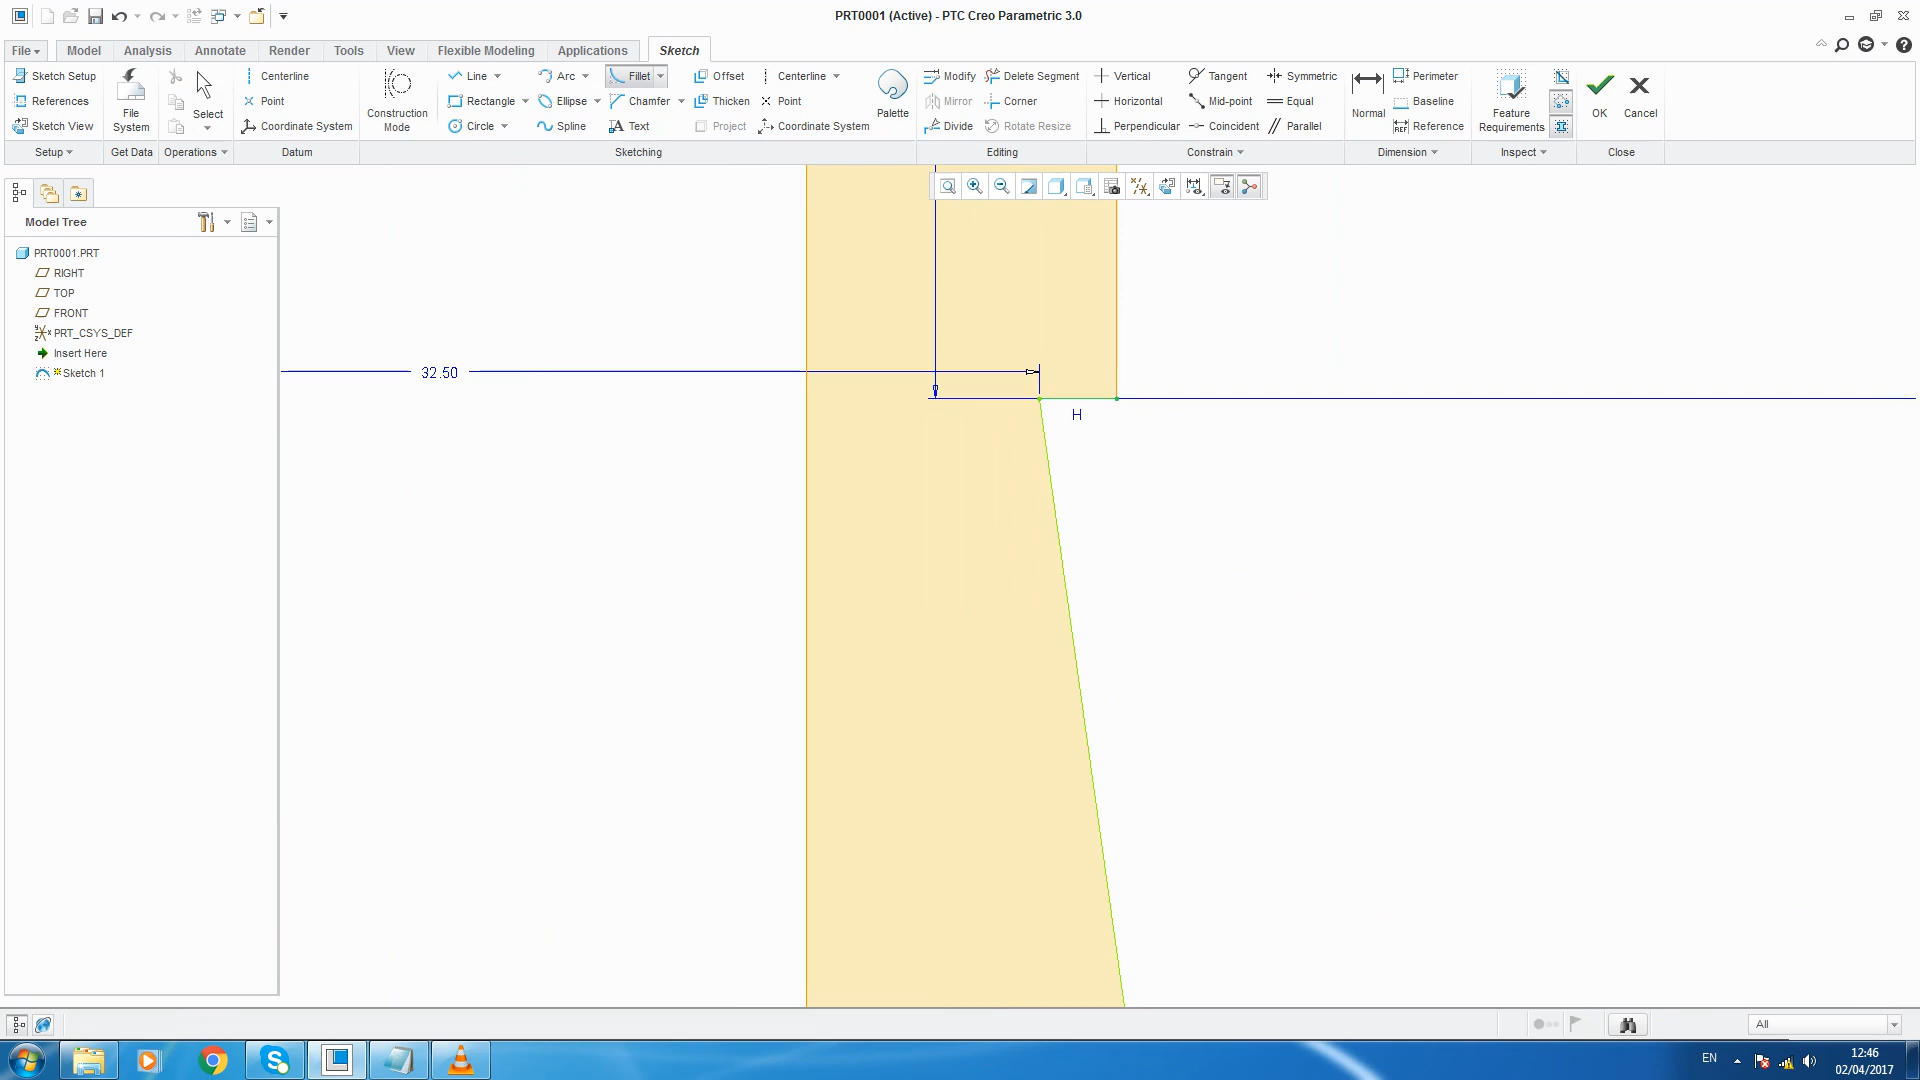 PRT0001 (Active) - PTC Creo Parametric 3.0
File Model Analysis Annotate Render Tools View Flexible Modeling Applications Sketch
Sketch Setup
References
Sketch View
Setup
File System
Get Data
Select
Operations
Centerline
Point
Coordinate System
Datum
Construction Mode
Line Arc Fillet Offset Centerline
Rectangle Ellipse Chamfer Thicken Point
Circle Spline Text Project Coordinate System
Palette
Sketching
Modify Delete Segment
Mirror Corner
Divide Rotate Resize
Editing
Vertical Tangent Symmetric
Horizontal Mid-point Equal
Perpendicular Coincident Parallel
Constrain
Normal
Perimeter
Baseline
REF Reference
Dimension
Feature Requirements
Inspect
OK Cancel
Close
Model Tree
PRT0001.PRT
RIGHT
TOP
FRONT
PRT_CSYS_DEF
Insert Here
Sketch 1
32.50
H
All
EN
12:46
02/04/2017